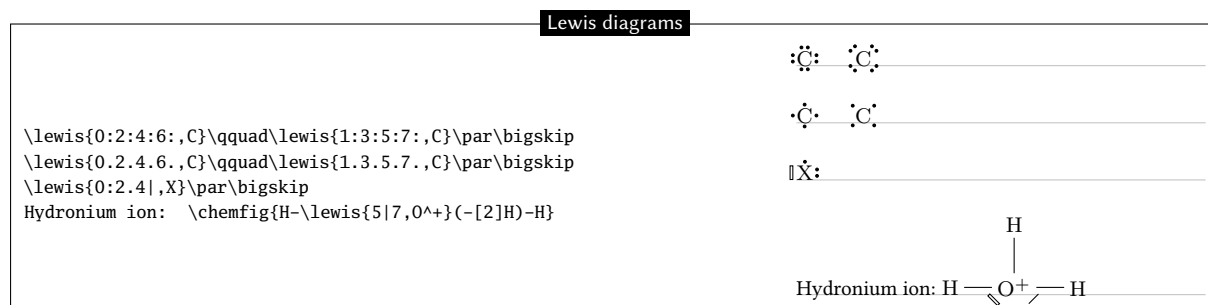 Lewis diagrams
\lewis{0:2:4:6:,C}\qquad\lewis{1:3:5:7:,C}\par\bigskip
\lewis{0.2.4.6.,C}\qquad\lewis{1.3.5.7.,C}\par\bigskip
\lewis{0:2.4|,X}\par\bigskip
Hydronium ion: \chemfig{H-\lewis{5|7,O^+}(-[2]H)-H}
C C
C C
X
H
Hydronium ion: H O+ H